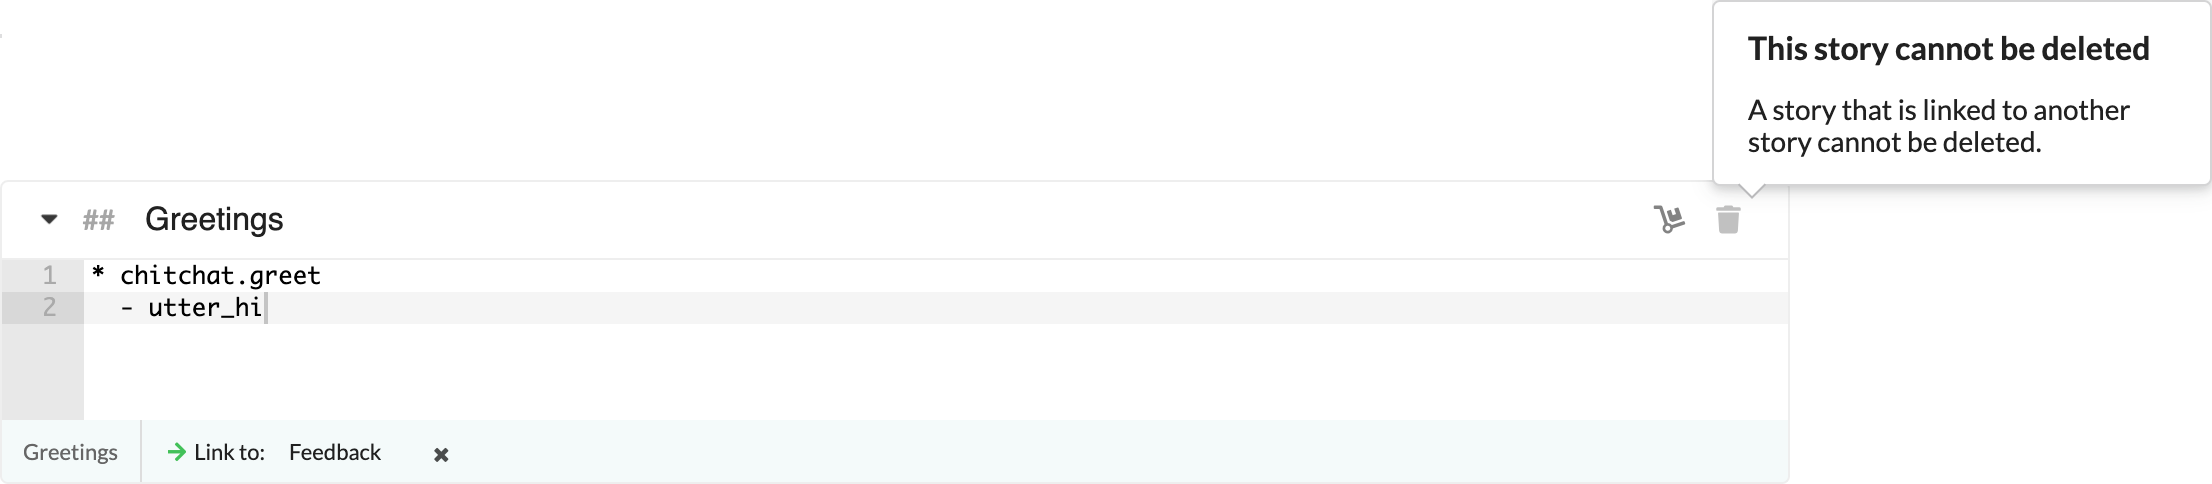 This story cannot be deleted
A story that is linked to another
story cannot be deleted.
## Greetings
1 * chitchat.greet
2 - utter_hi
Greetings Link to: Feedback